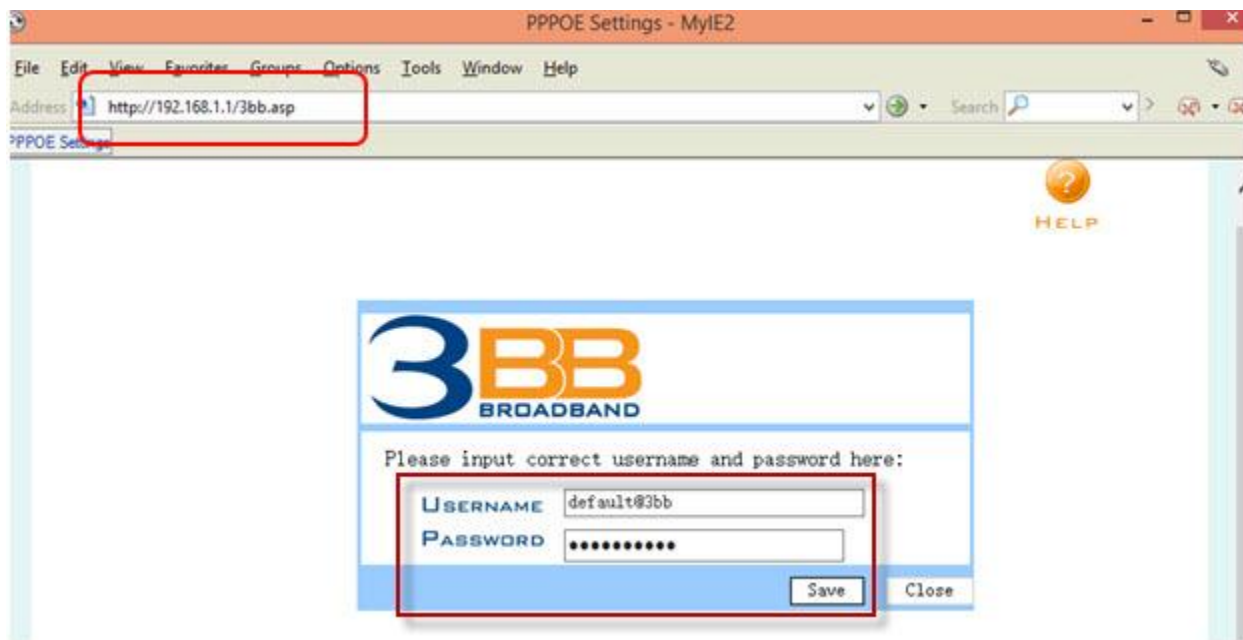 PPPOE Settings - MyIE2
File Edit View Favorites Groups Options Tools Window Help
Address http://192.168.1.1/3bb.asp Search
PPPOE Settings
HELP
3BB
BROADBAND
Please input correct username and password here:
USERNAME default@3bb
PASSWORD ••••••••••
Save Close